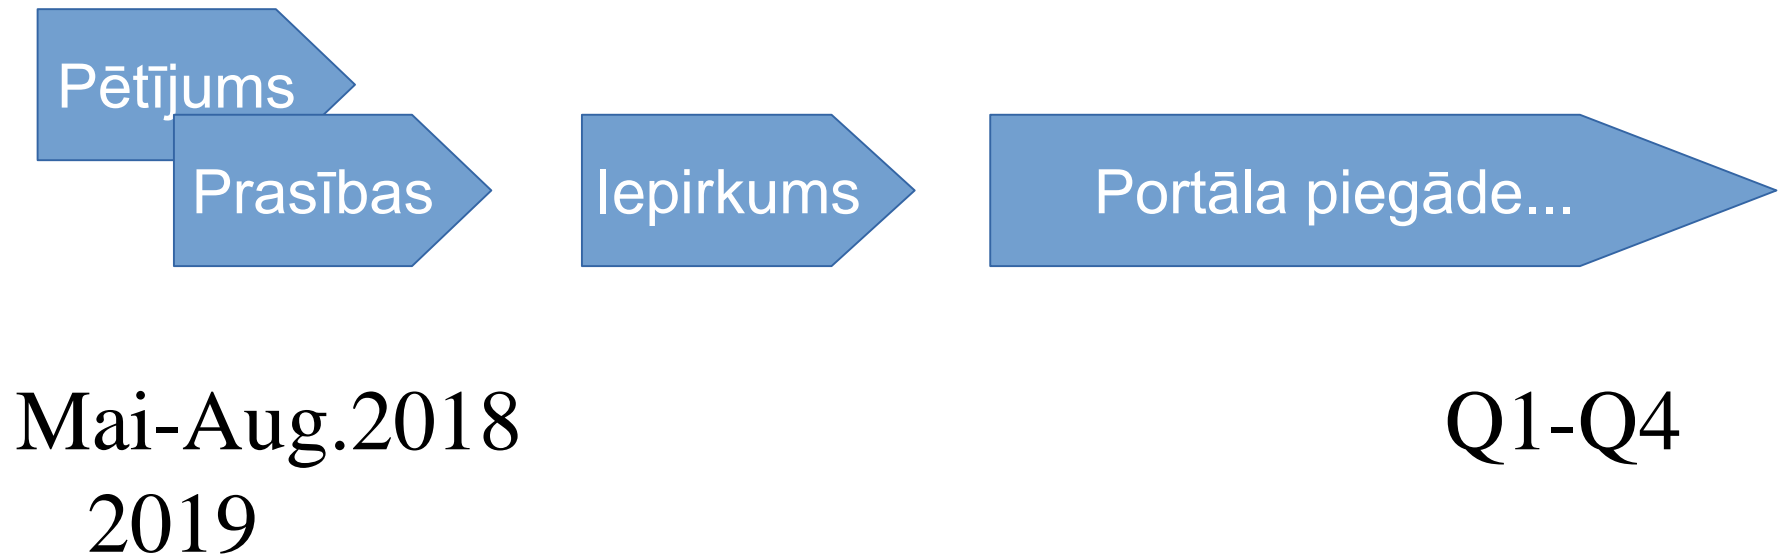 Pētījums
Prasības
Iepirkums
Portāla piegāde...
Mai-Aug.2018 Q1-Q4
2019